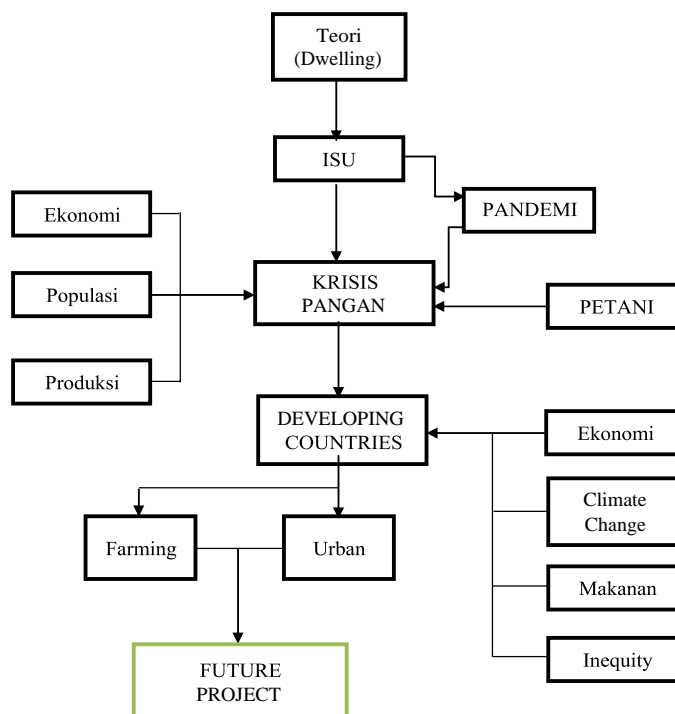 Teori
(Dwelling)
ISU
Ekonomi
PANDEMI
Populasi
KRISIS
PANGAN
PETANI
Produksi
DEVELOPING
COUNTRIES
Ekonomi
Climate
Change
Farming
Urban
Makanan
Inequity
FUTURE
PROJECT